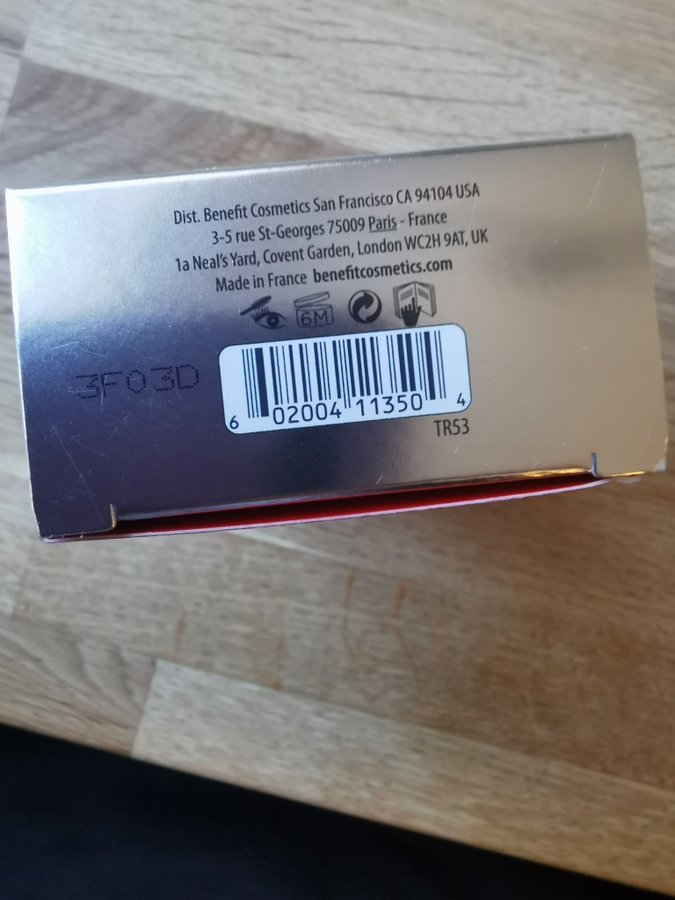 Dist. Benefit Cosmetics San Francisco CA 94104 USA
3-5 rue St-Georges 75009 Paris - France
1a Neal's Yard, Covent Garden, London WC2H 9AT, UK
Made in France benefitcosmetics.com
6M
3F03D
6 02004 11350 4
TR53